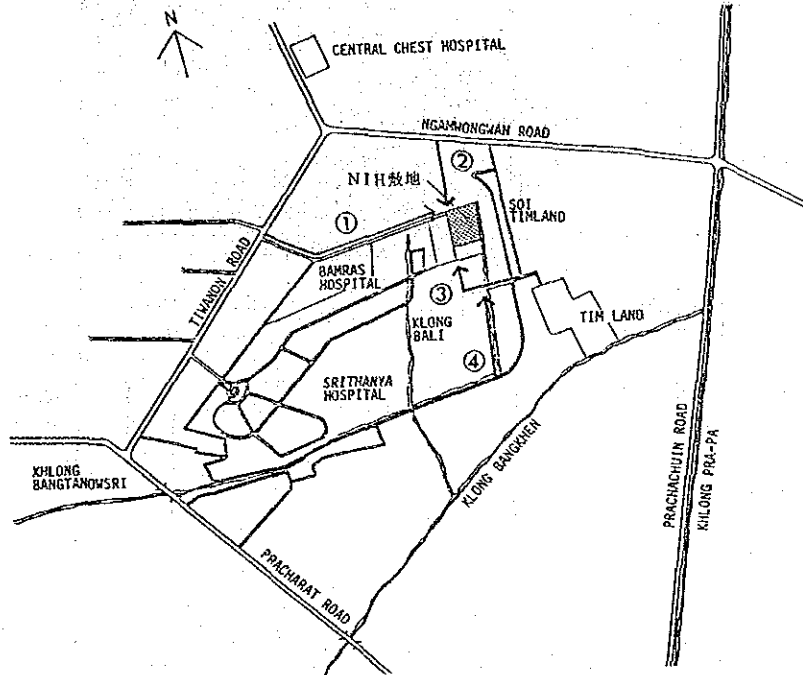 N
CENTRAL CHEST HOSPITAL
NGAMWONGWAN ROAD
②
NIH敷地
SOI
TIMLAND
①
TIWANON ROAD
BAMRAS
HOSPITAL
③
KLONG
BALI
TIM LAND
④
SRITHANYA
HOSPITAL
KHLONG
BANGTANOWSRI
KLONG BANGKHEN
PRACHACHUIN ROAD
KHLONG PRA-PA
PRACHARAT ROAD